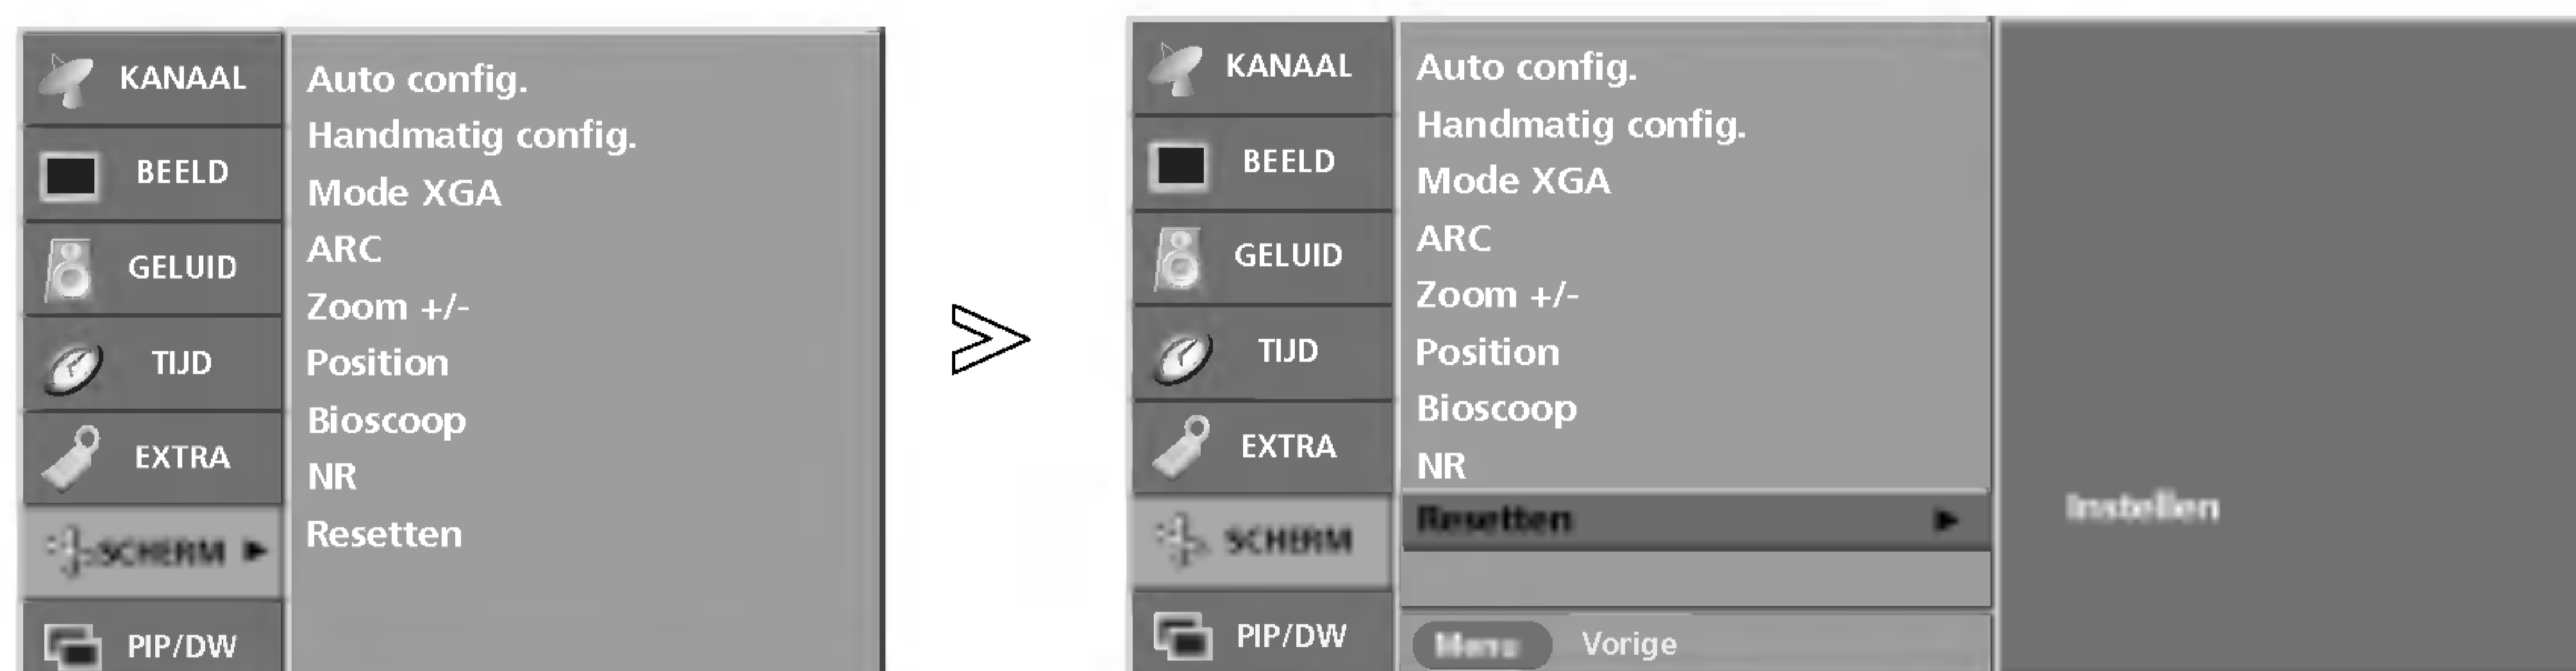 KANAAL
BEELD
GELUID
TIJD
EXTRA
SCHERM
PIP/DW
Auto config.
Handmatig config.
Mode XGA
ARC
Zoom +/-
Position
Bioscoop
NR
Resetten
KANAAL
BEELD
GELUID
TIJD
EXTRA
SCHERM
PIP/DW
Auto config.
Handmatig config.
Mode XGA
ARC
Zoom +/-
Position
Bioscoop
NR
Resetten
Menu Vorige
Instellen